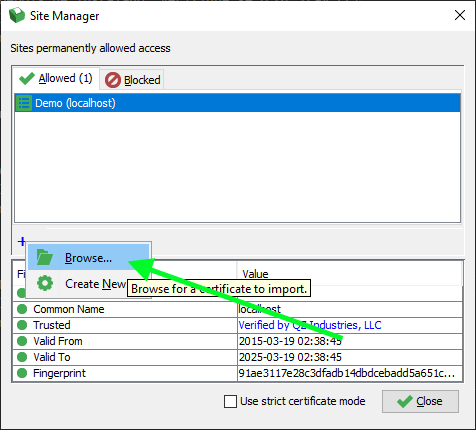 Site Manager
Sites permanently allowed access
Allowed (1)
Blocked
Demo (localhost)
+
Browse...
Value
Create New
Browse for a certificate to import.
Common Name
localhost
Trusted
Verified by QZ Industries, LLC
Valid From
2015-03-19 02:38:45
Valid To
2025-03-19 02:38:45
Fingerprint
91ae3117e28c3dfadb14dbdcebadd5a651c...
Use strict certificate mode
Close